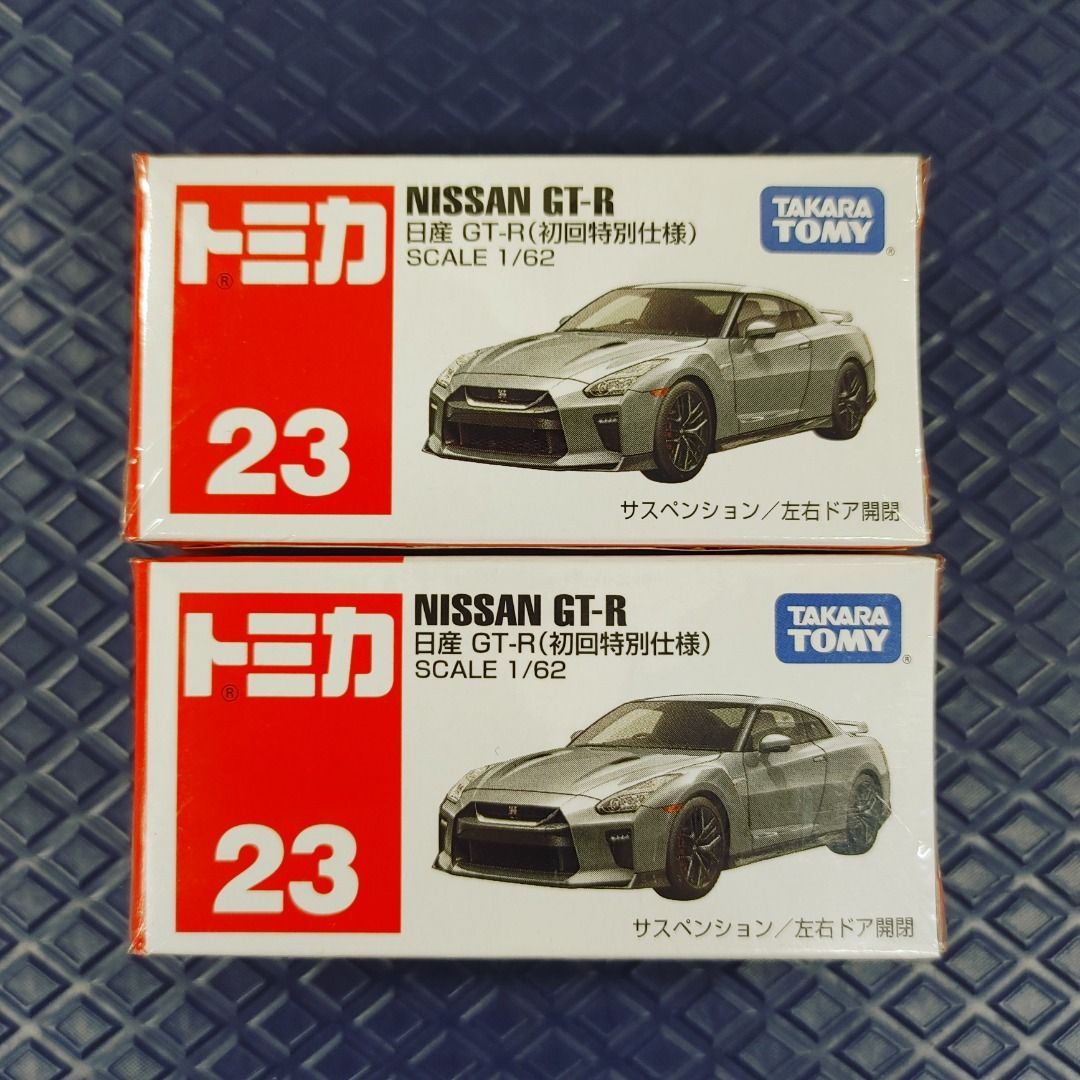 トミカ
®
23
NISSAN GT-R
日産 GT-R(初回特別仕様)
SCALE 1/62
TAKARA
TOMY
®
サスペンション/左右ドア開閉
トミカ
®
23
NISSAN GT-R
日産 GT-R(初回特別仕様)
SCALE 1/62
TAKARA
TOMY
®
サスペンション/左右ドア開閉